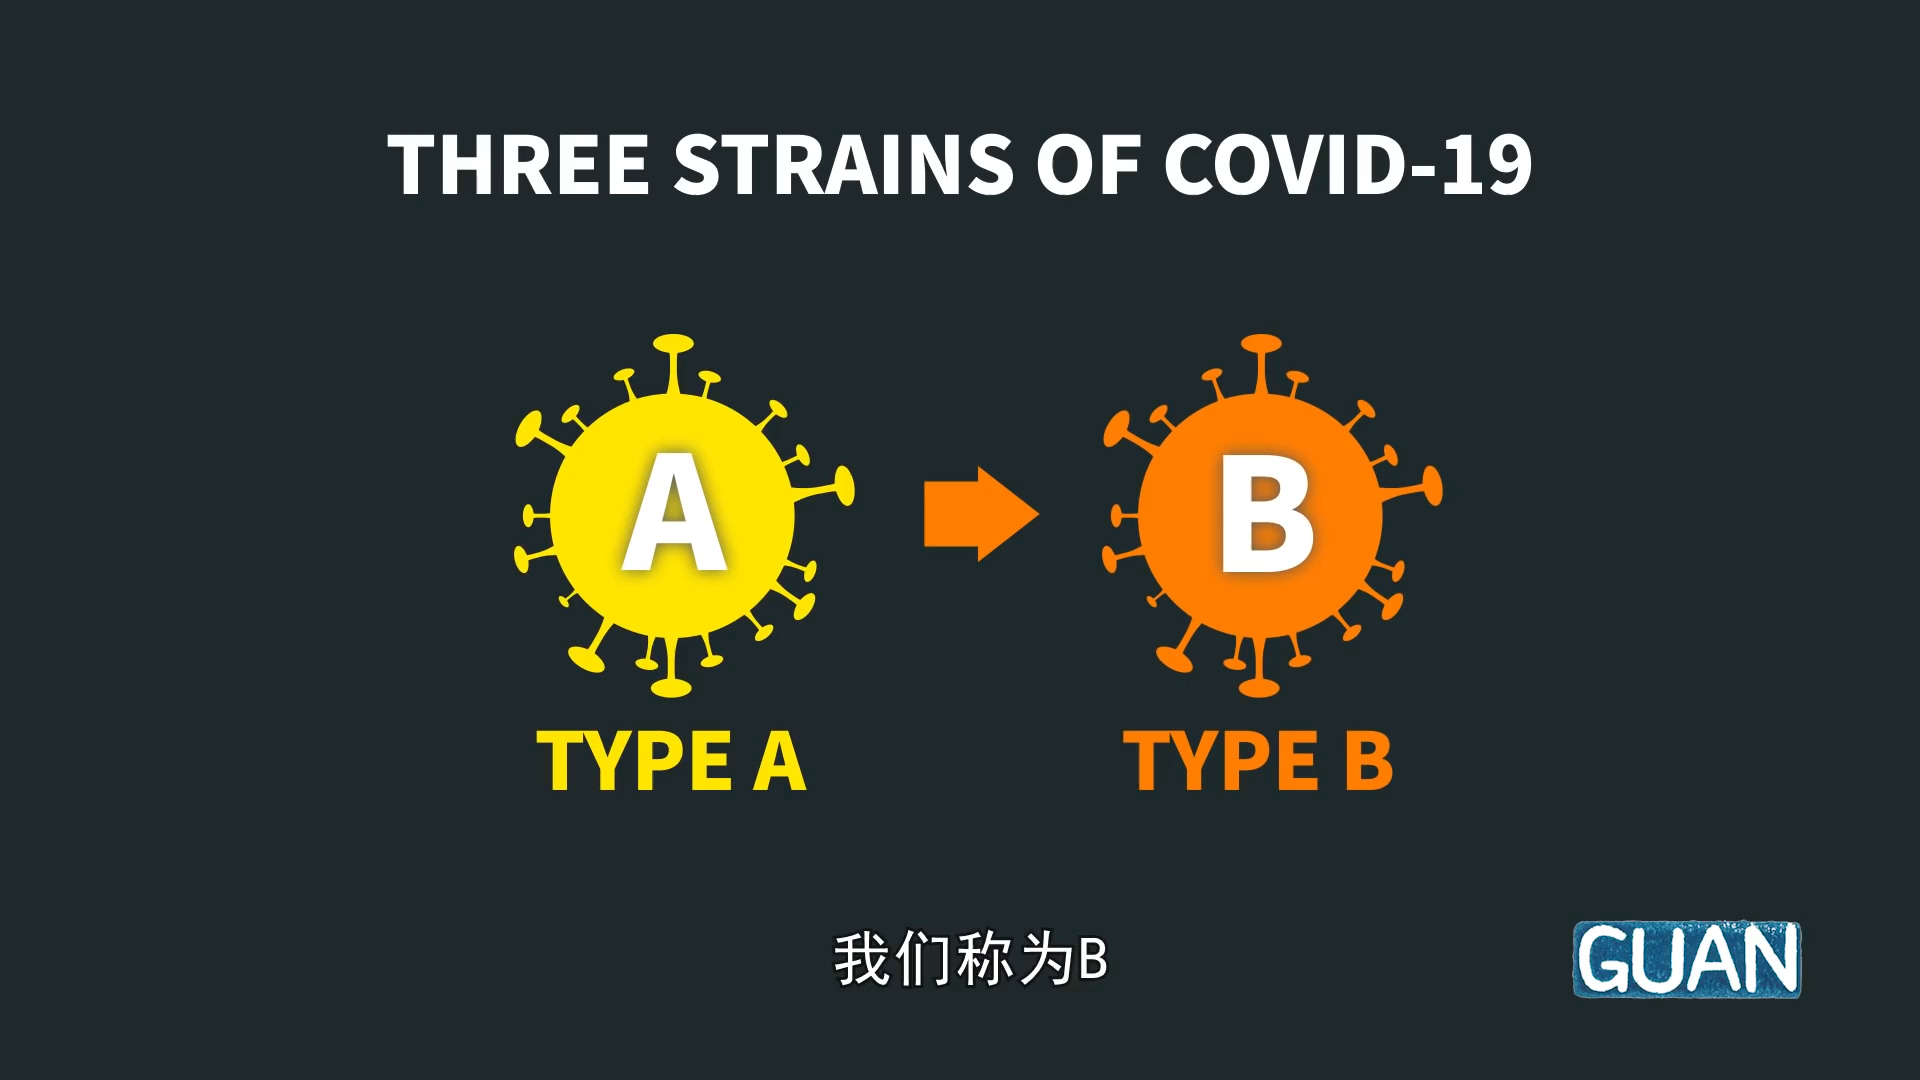 THREE STRAINS OF COVID-19
A
B
TYPE A
TYPE B
我们称为B
GUAN